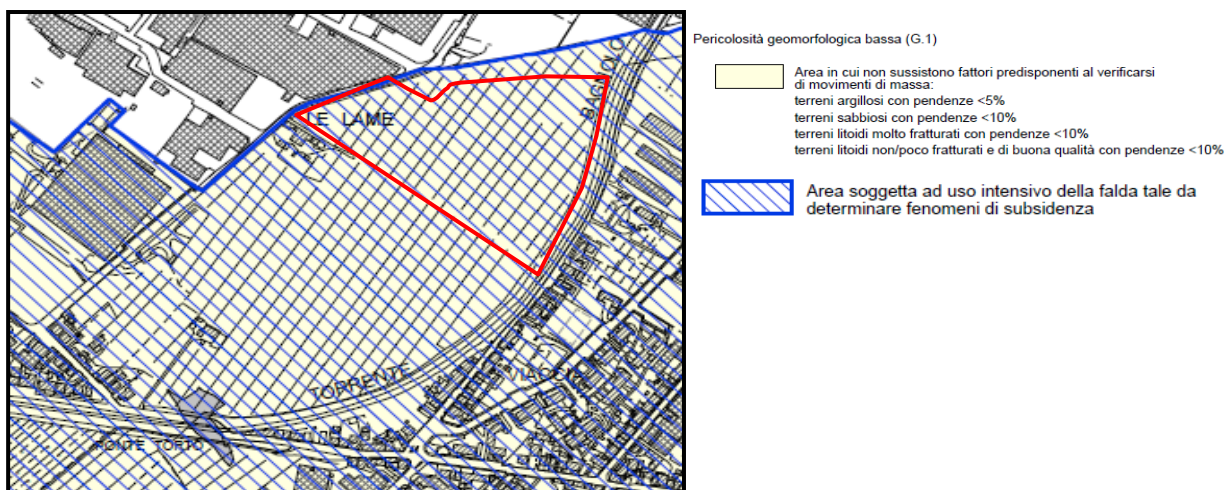 BAGNOLO
LE LAME
TORRENTE
VIACCIA
PONTE TORTO
Pericolosità geomorfologica bassa (G.1)
Area in cui non sussistono fattori predisponenti al verificarsi
di movimenti di massa:
terreni argillosi con pendenze <5%
terreni sabbiosi con pendenze <10%
terreni litoidi molto fratturati con pendenze <10%
terreni litoidi non/poco fratturati e di buona qualità con pendenze <10%
Area soggetta ad uso intensivo della falda tale da
determinare fenomeni di subsidenza